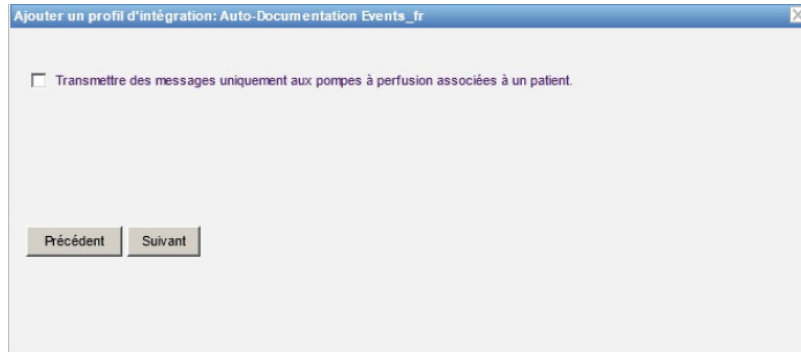 Ajouter un profil d'intégration: Auto-Documentation Events_fr
Transmettre des messages uniquement aux pompes à perfusion associées à un patient.
Précédent Suivant